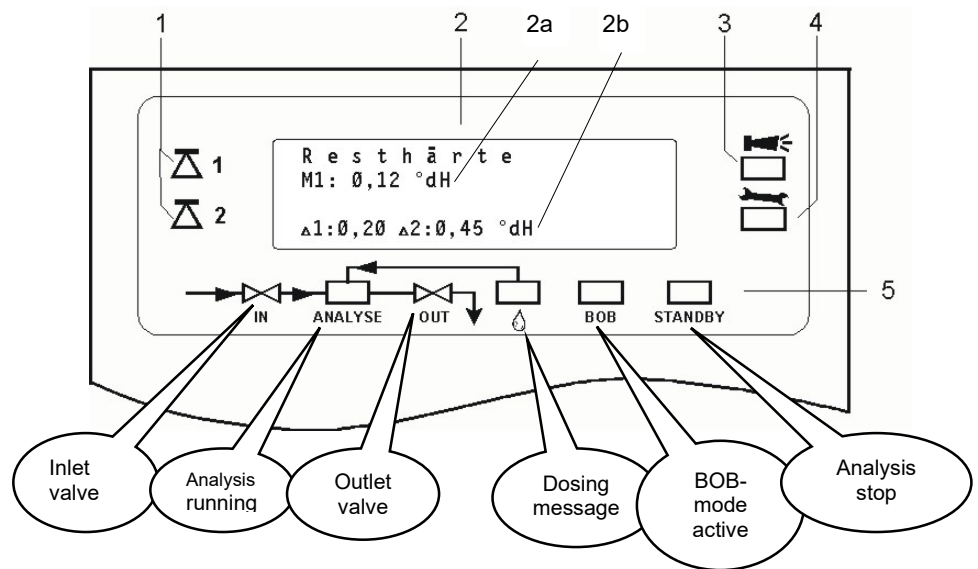 1 2 2a 2b 3 4
R e s t h ä r t e
M1: 0,12 °dH
1
2
▵1:0,20 ▵2:0,45 °dH
5
IN ANALYSE OUT BOB STANDBY
Inlet
valve
Analysis
running
Outlet
valve
Dosing
message
BOB-
mode
active
Analysis
stop